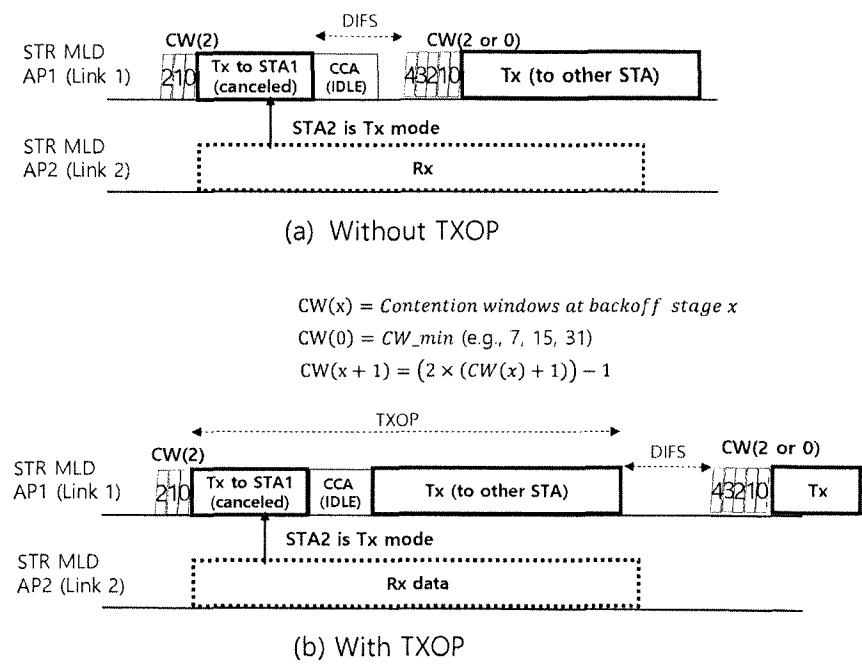 DIFS
STR MLD
AP1 (Link 1)
CW(2)
CW(2 or 0)
210
Tx to STA1
(canceled)
CCA
(IDLE)
43210
Tx (to other STA)
STA2 is Tx mode
STR MLD
AP2 (Link 2)
Rx
(a) Without TXOP
CW(x) = Contention windows at backoff stage x
CW(0) = CW_min (e.g., 7, 15, 31)
CW(x + 1) = (2 × (CW(x) + 1)) − 1
TXOP
DIFS
STR MLD
AP1 (Link 1)
CW(2)
CW(2 or 0)
210
Tx to STA1
(canceled)
CCA
(IDLE)
Tx (to other STA)
43210
Tx
STA2 is Tx mode
STR MLD
AP2 (Link 2)
Rx data
(b) With TXOP